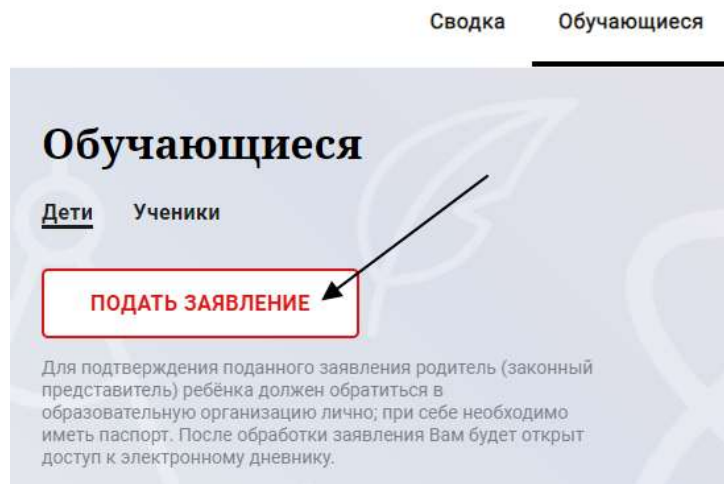 Сводка Обучающиеся
Обучающиеся
Дети Ученики
ПОДАТЬ ЗАЯВЛЕНИЕ
Для подтверждения поданного заявления родитель (законный
представитель) ребёнка должен обратиться в
образовательную организацию лично; при себе необходимо
иметь паспорт. После обработки заявления Вам будет открыт
доступ к электронному дневнику.